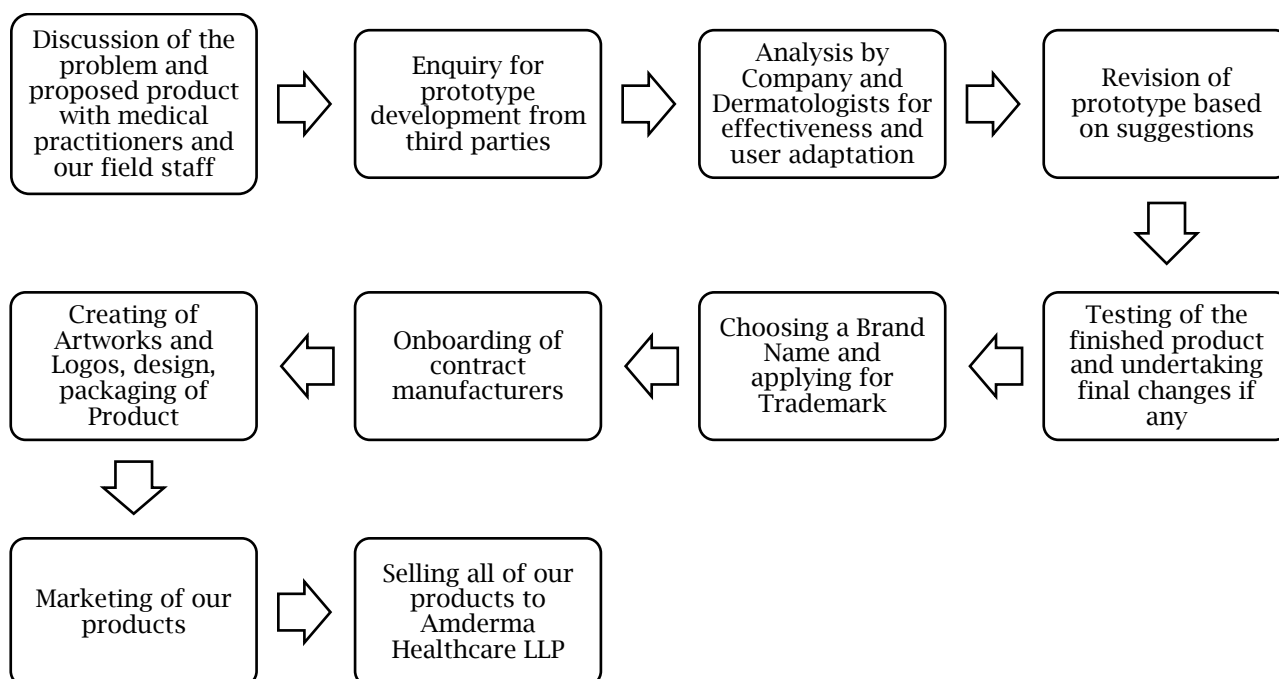 Discussion of the
problem and
proposed product
with medical
practitioners and
our field staff
Enquiry for
prototype
development from
third parties
Analysis by
Company and
Dermatologists for
effectiveness and
user adaptation
Revision of
prototype based
on suggestions
Testing of the
finished product
and undertaking
final changes if
any
Choosing a Brand
Name and
applying for
Trademark
Onboarding of
contract
manufacturers
Creating of
Artworks and
Logos, design,
packaging of
Product
Marketing of our
products
Selling all of our
products to
Amderma
Healthcare LLP